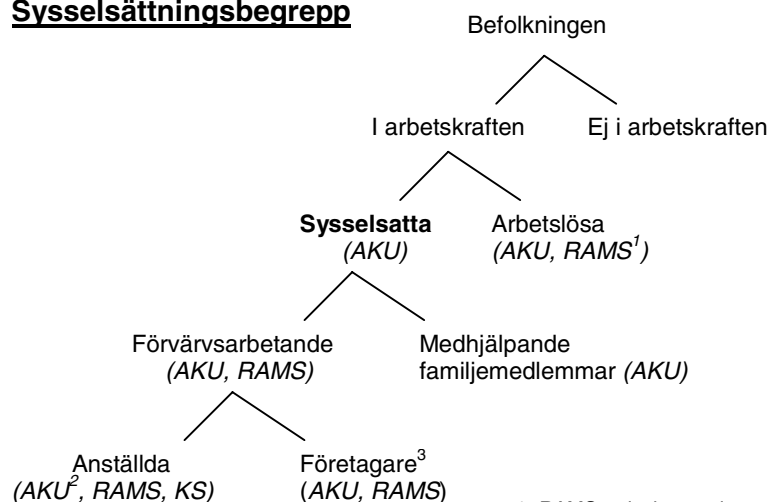 Sysselsättningsbegrepp
Befolkningen
I arbetskraften Ej i arbetskraften
Sysselsatta Arbetslösa
(AKU) (AKU, RAMS¹)
Förvärvsarbetande Medhjälpande
(AKU, RAMS) familjemedlemmar (AKU)
Anställda Företagare³
(AKU², RAMS, KS) (AKU, RAMS)